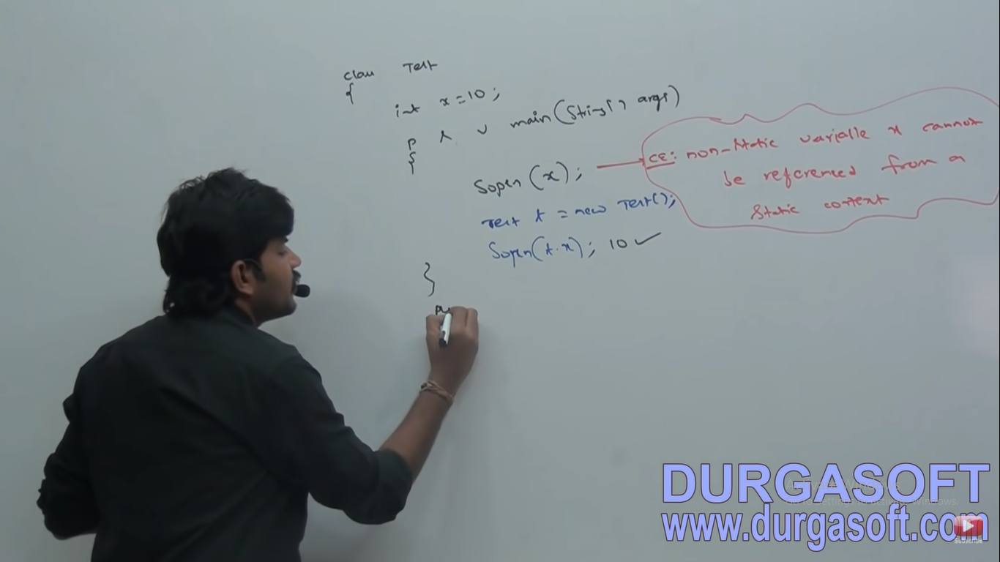 class Test
{
int x = 10;
p s v main(String[] args)
{
Sopln(x);
CE: non-static variable x cannot
be referenced from a
static context
Test t = new Test();
Sopln(t.x); 10 ✓
}
DURGASOFT
www.durgasoft.com
SUBSCRIBE